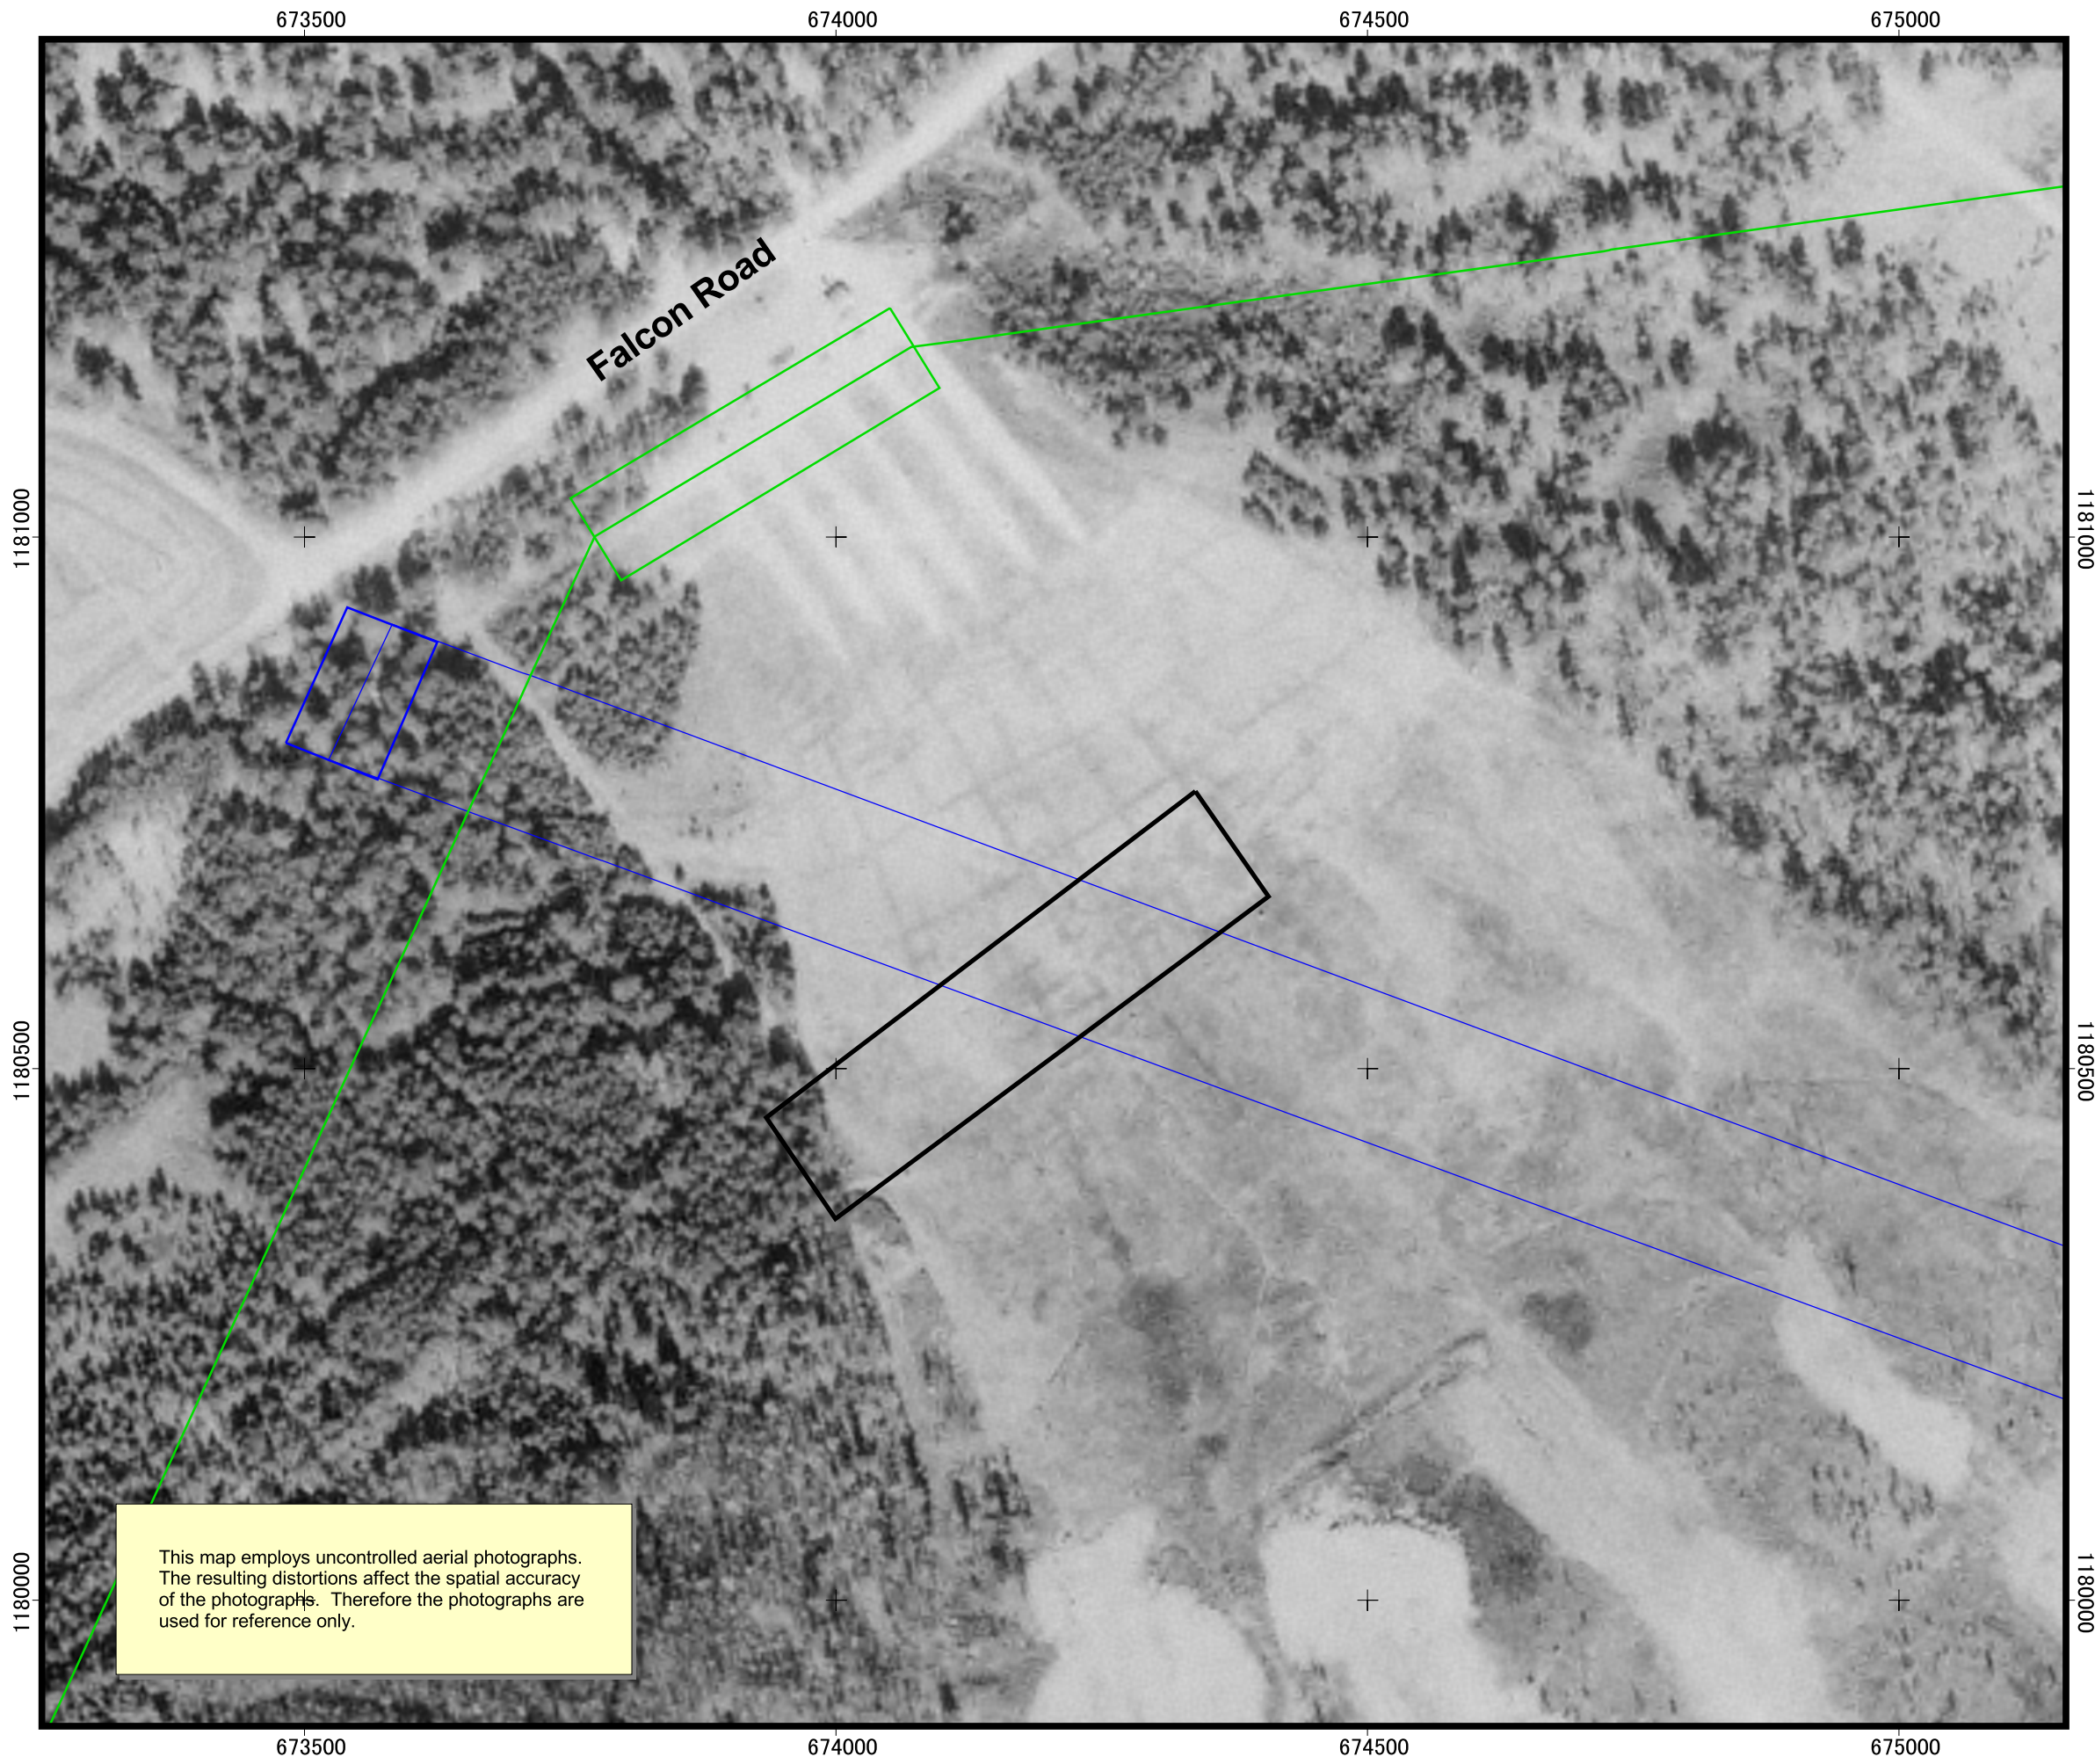 673500
674000
674500
675000
Falcon Road
1181000
1181000
1180500
1180500
1180000
1180000
This map employs uncontrolled aerial photographs.
The resulting distortions affect the spatial accuracy
of the photographs. Therefore the photographs are
used for reference only.
673500
674000
674500
675000